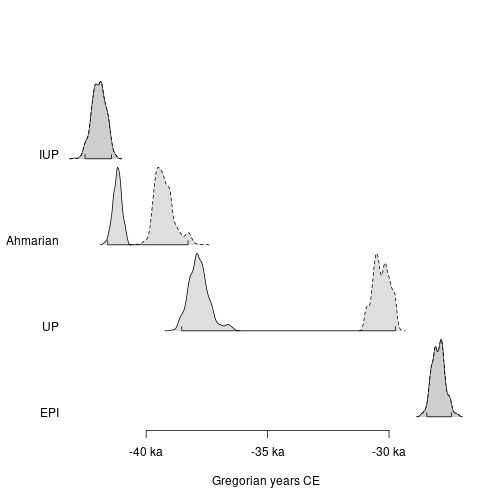 IUP
Ahmarian
UP
EPI
-40 ka -35 ka -30 ka
Gregorian years CE